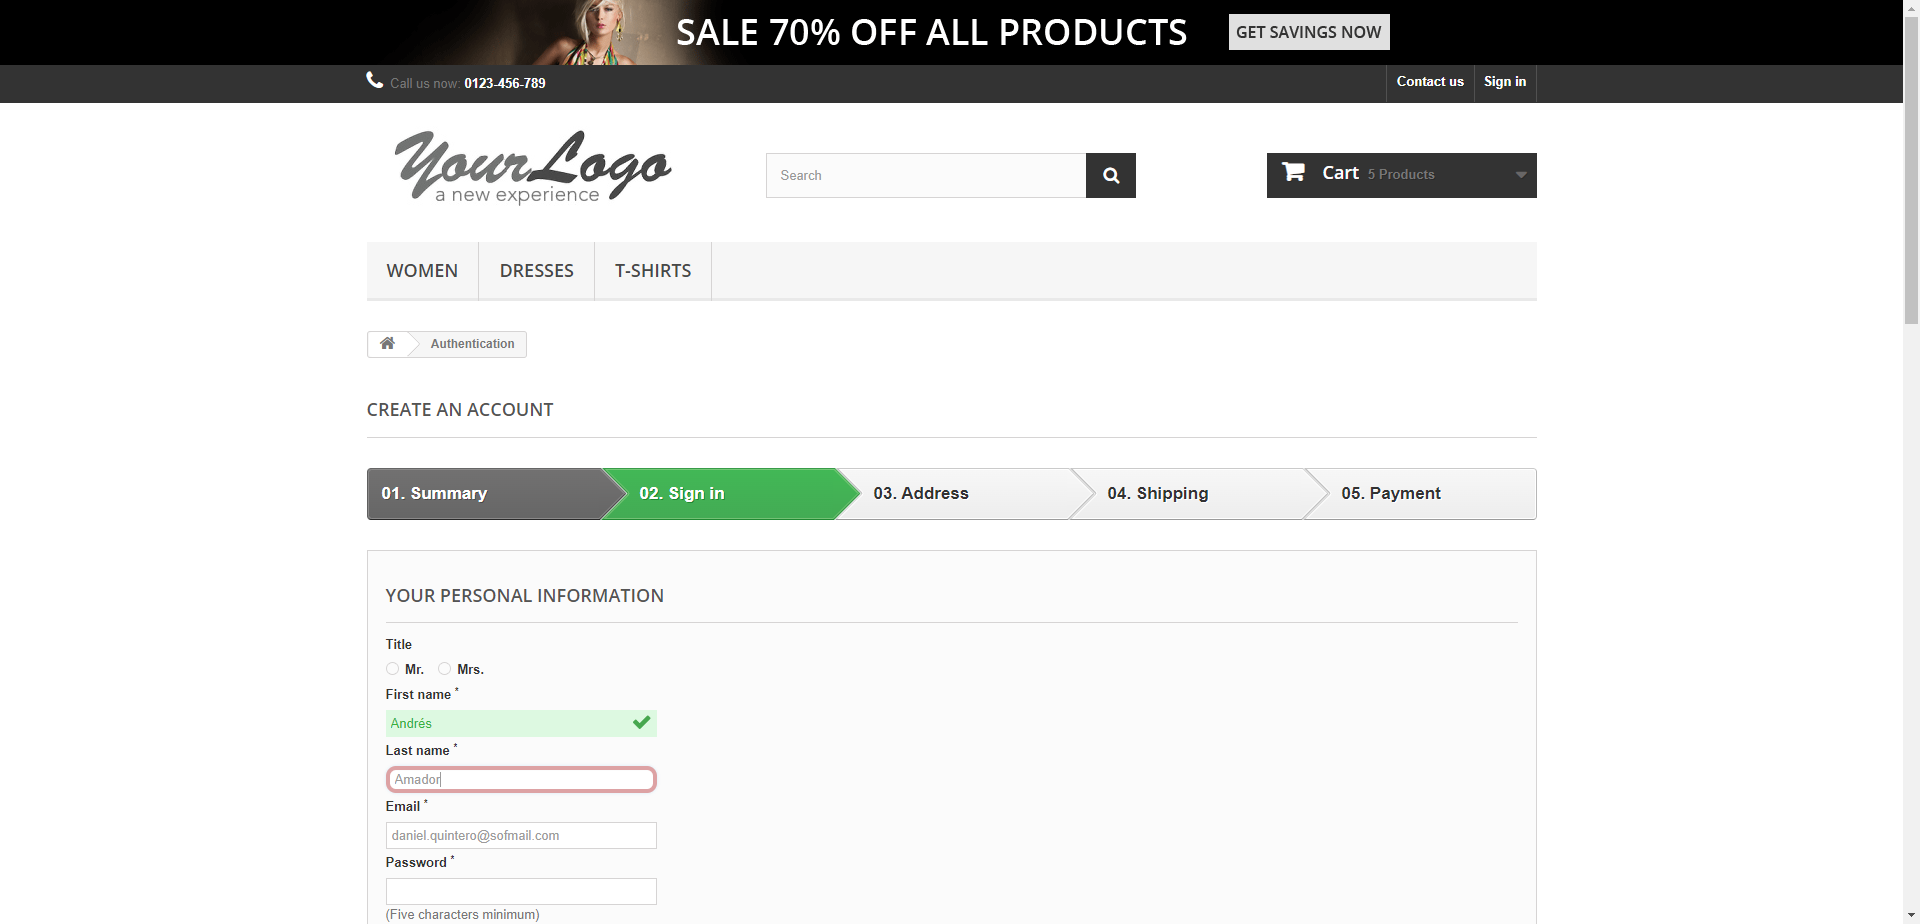 SALE 70% OFF ALL PRODUCTS GET SAVINGS NOW
Call us now: 0123-456-789 Contact us Sign in
YourLogo
a new experience
Search
Cart 5 Products
WOMEN DRESSES T-SHIRTS
Authentication
CREATE AN ACCOUNT
01. Summary 02. Sign in 03. Address 04. Shipping 05. Payment
YOUR PERSONAL INFORMATION
Title
Mr. Mrs.
First name *
Andrés
Last name *
Amador
Email *
daniel.quintero@sofmail.com
Password *
(Five characters minimum)